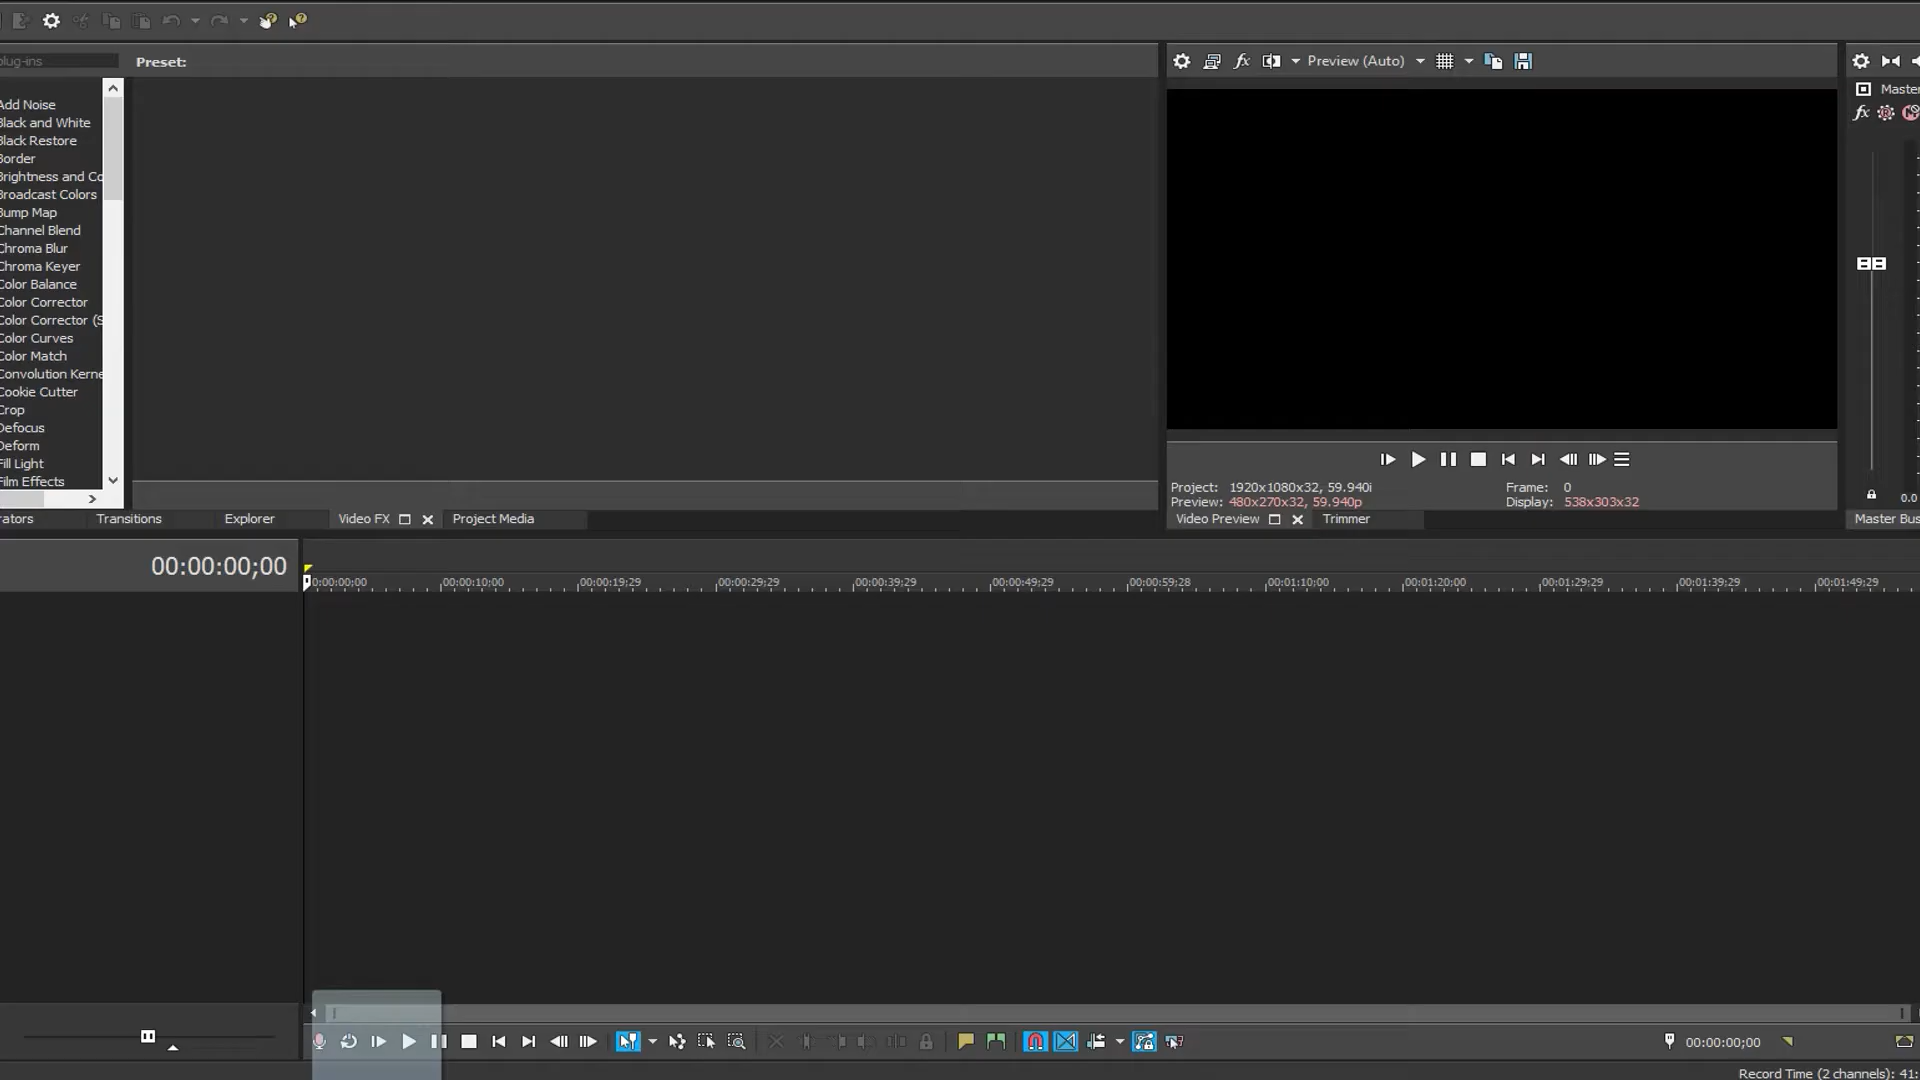 plug-ins
Preset:
Add Noise
Black and White
Black Restore
Border
Brightness and Co
Broadcast Colors
Bump Map
Channel Blend
Chroma Blur
Chroma Keyer
Color Balance
Color Corrector
Color Corrector (S
Color Curves
Color Match
Convolution Kerne
Cookie Cutter
Crop
Defocus
Deform
Fill Light
Film Effects
rators Transitions Explorer Video FX Project Media
Preview (Auto)
Project: 1920x1080x32, 59.940i Frame: 0
Preview: 480x270x32, 59.940p Display: 538x303x32
Video Preview Trimmer
Master
fx
0.0
Master Bus
00:00:00;00
0:00:00;00 00:00:10;00 00:00:19;29 00:00:29;29 00:00:39;29 00:00:49;29 00:00:59;28 00:01:10;00 00:01:20;00 00:01:29;29 00:01:39;29 00:01:49;29
00:00:00;00
Record Time (2 channels): 41: